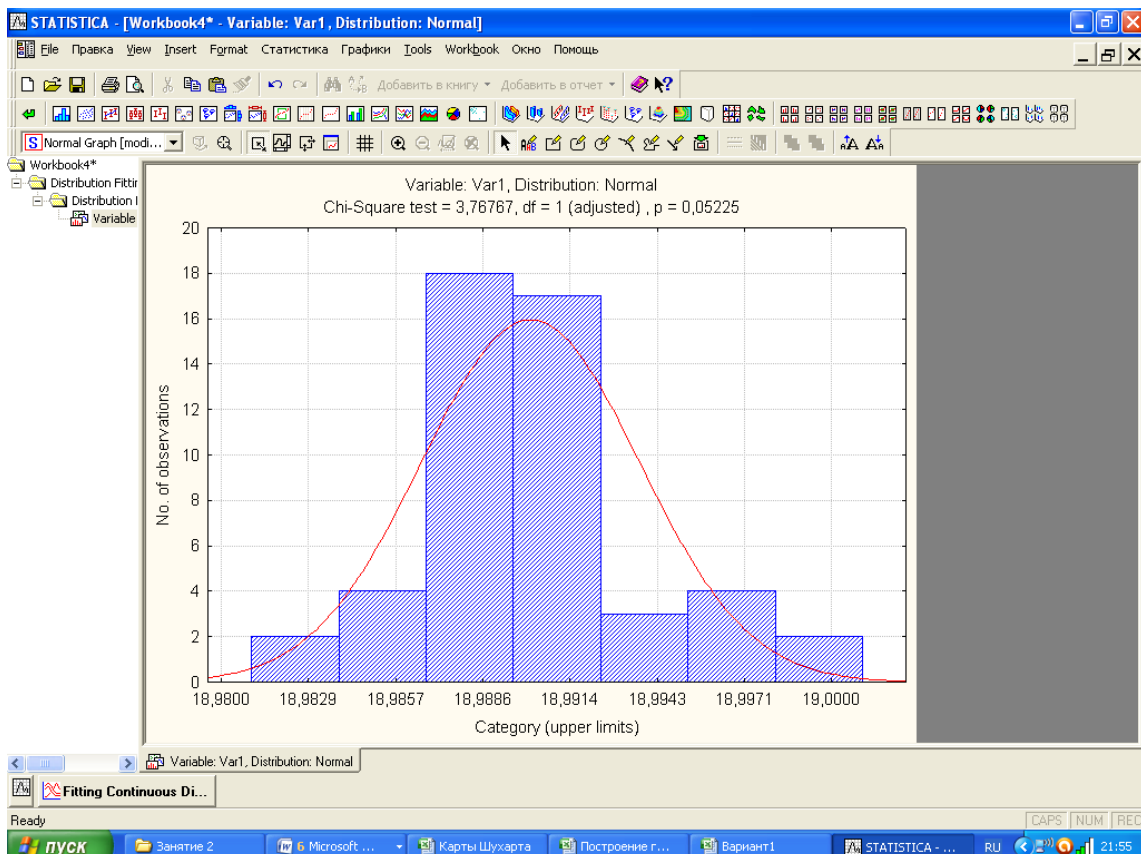 STATISTICA - [Workbook4* - Variable: Var1, Distribution: Normal]
File Правка View Insert Format Статистика Графики Tools Workbook Окно Помощь
Добавить в книгу Добавить в отчет
Normal Graph [modi...
Workbook4*
Distribution Fittir
Distribution I
Variable
Variable: Var1, Distribution: Normal
Chi-Square test = 3,76767, df = 1 (adjusted) , p = 0,05225
20
18
16
14
12
10
8
6
4
2
0
No. of observations
18,9800 18,9829 18,9857 18,9886 18,9914 18,9943 18,9971 19,0000
Category (upper limits)
Variable: Var1, Distribution: Normal
Fitting Continuous Di...
Ready
CAPS NUM REC
пуск Занятие 2 6 Microsoft ... Карты Шухарта Построение г... Вариант1 STATISTICA - ... RU 21:55